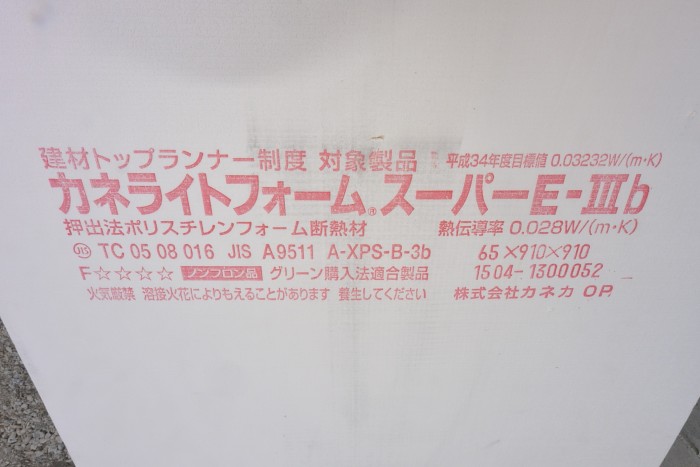 建材トップランナー制度 対象製品 平成34年度目標値 0.03232W/(m・K)
カネライトフォーム® スーパーE-Ⅲb
押出法ポリスチレンフォーム断熱材 熱伝導率 0.028W/(m・K)
JIS TC 05 08 016 JIS A9511 A-XPS-B-3b 65×910×910
F☆☆☆☆ ノンフロン品 グリーン購入法適合製品 1504-1300052
火気厳禁 溶接火花によりもえることがあります 養生してください 株式会社カネカ OP.